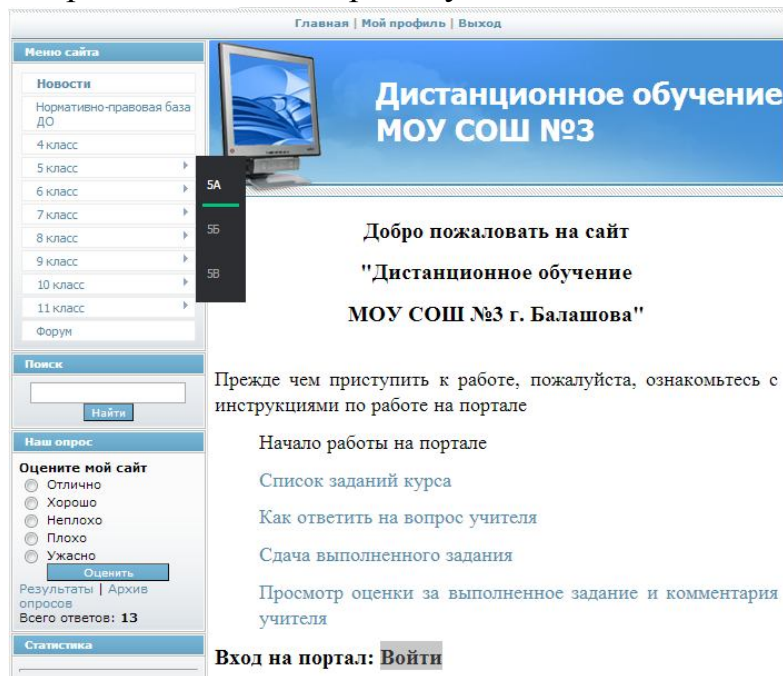 Главная | Мой профиль | Выход
Меню сайта
Новости
Нормативно-правовая база
ДО
4 класс
5 класс
6 класс
7 класс
8 класс
9 класс
10 класс
11 класс
Форум
5А
5Б
5В
Поиск
Найти
Наш опрос
Оцените мой сайт
Отлично
Хорошо
Неплохо
Плохо
Ужасно
Оценить
Результаты | Архив
опросов
Всего ответов: 13
Статистика
Дистанционное обучение
МОУ СОШ №3
Добро пожаловать на сайт
"Дистанционное обучение
МОУ СОШ №3 г. Балашова"
Прежде чем приступить к работе, пожалуйста, ознакомьтесь с
инструкциями по работе на портале
Начало работы на портале
Список заданий курса
Как ответить на вопрос учителя
Сдача выполненного задания
Просмотр оценки за выполненное задание и комментария
учителя
Вход на портал: Войти